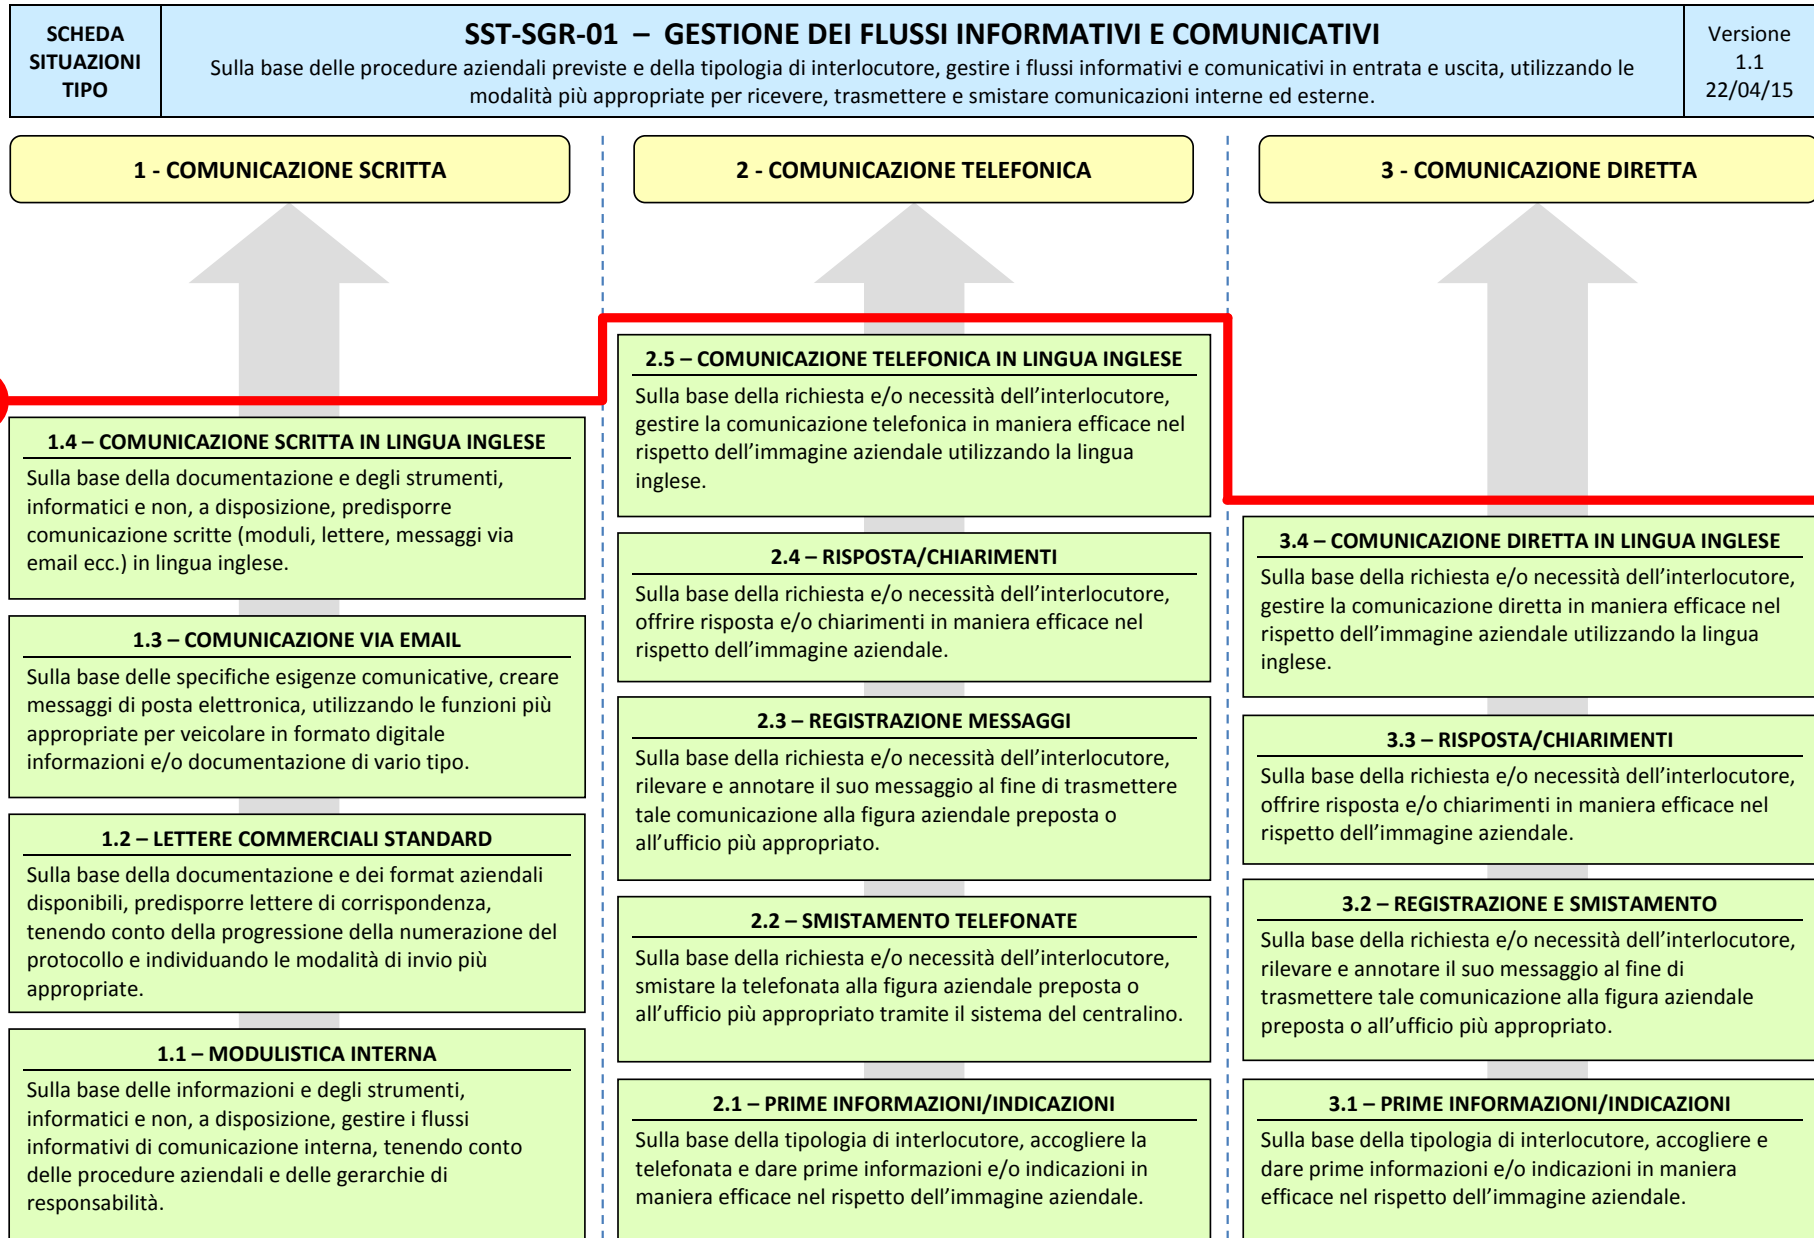 SCHEDA
SITUAZIONI
TIPO
SST-SGR-01 – GESTIONE DEI FLUSSI INFORMATIVI E COMUNICATIVI
Sulla base delle procedure aziendali previste e della tipologia di interlocutore, gestire i flussi informativi e comunicativi in entrata e uscita, utilizzando le
modalità più appropriate per ricevere, trasmettere e smistare comunicazioni interne ed esterne.
Versione
1.1
22/04/15
1 - COMUNICAZIONE SCRITTA
1.4 – COMUNICAZIONE SCRITTA IN LINGUA INGLESE
Sulla base della documentazione e degli strumenti,
informatici e non, a disposizione, predisporre
comunicazione scritte (moduli, lettere, messaggi via
email ecc.) in lingua inglese.
1.3 – COMUNICAZIONE VIA EMAIL
Sulla base delle specifiche esigenze comunicative, creare
messaggi di posta elettronica, utilizzando le funzioni più
appropriate per veicolare in formato digitale
informazioni e/o documentazione di vario tipo.
1.2 – LETTERE COMMERCIALI STANDARD
Sulla base della documentazione e dei format aziendali
disponibili, predisporre lettere di corrispondenza,
tenendo conto della progressione della numerazione del
protocollo e individuando le modalità di invio più
appropriate.
1.1 – MODULISTICA INTERNA
Sulla base delle informazioni e degli strumenti,
informatici e non, a disposizione, gestire i flussi
informativi di comunicazione interna, tenendo conto
delle procedure aziendali e delle gerarchie di
responsabilità.
2 - COMUNICAZIONE TELEFONICA
2.5 – COMUNICAZIONE TELEFONICA IN LINGUA INGLESE
Sulla base della richiesta e/o necessità dell'interlocutore,
gestire la comunicazione telefonica in maniera efficace nel
rispetto dell'immagine aziendale utilizzando la lingua
inglese.
2.4 – RISPOSTA/CHIARIMENTI
Sulla base della richiesta e/o necessità dell'interlocutore,
offrire risposta e/o chiarimenti in maniera efficace nel
rispetto dell'immagine aziendale.
2.3 – REGISTRAZIONE MESSAGGI
Sulla base della richiesta e/o necessità dell'interlocutore,
rilevare e annotare il suo messaggio al fine di trasmettere
tale comunicazione alla figura aziendale preposta o
all'ufficio più appropriato.
2.2 – SMISTAMENTO TELEFONATE
Sulla base della richiesta e/o necessità dell'interlocutore,
smistare la telefonata alla figura aziendale preposta o
all'ufficio più appropriato tramite il sistema del centralino.
2.1 – PRIME INFORMAZIONI/INDICAZIONI
Sulla base della tipologia di interlocutore, accogliere la
telefonata e dare prime informazioni e/o indicazioni in
maniera efficace nel rispetto dell'immagine aziendale.
3 - COMUNICAZIONE DIRETTA
3.4 – COMUNICAZIONE DIRETTA IN LINGUA INGLESE
Sulla base della richiesta e/o necessità dell'interlocutore,
gestire la comunicazione diretta in maniera efficace nel
rispetto dell'immagine aziendale utilizzando la lingua
inglese.
3.3 – RISPOSTA/CHIARIMENTI
Sulla base della richiesta e/o necessità dell'interlocutore,
offrire risposta e/o chiarimenti in maniera efficace nel
rispetto dell'immagine aziendale.
3.2 – REGISTRAZIONE E SMISTAMENTO
Sulla base della richiesta e/o necessità dell'interlocutore,
rilevare e annotare il suo messaggio al fine di
trasmettere tale comunicazione alla figura aziendale
preposta o all'ufficio più appropriato.
3.1 – PRIME INFORMAZIONI/INDICAZIONI
Sulla base della tipologia di interlocutore, accogliere e
dare prime informazioni e/o indicazioni in maniera
efficace nel rispetto dell'immagine aziendale.